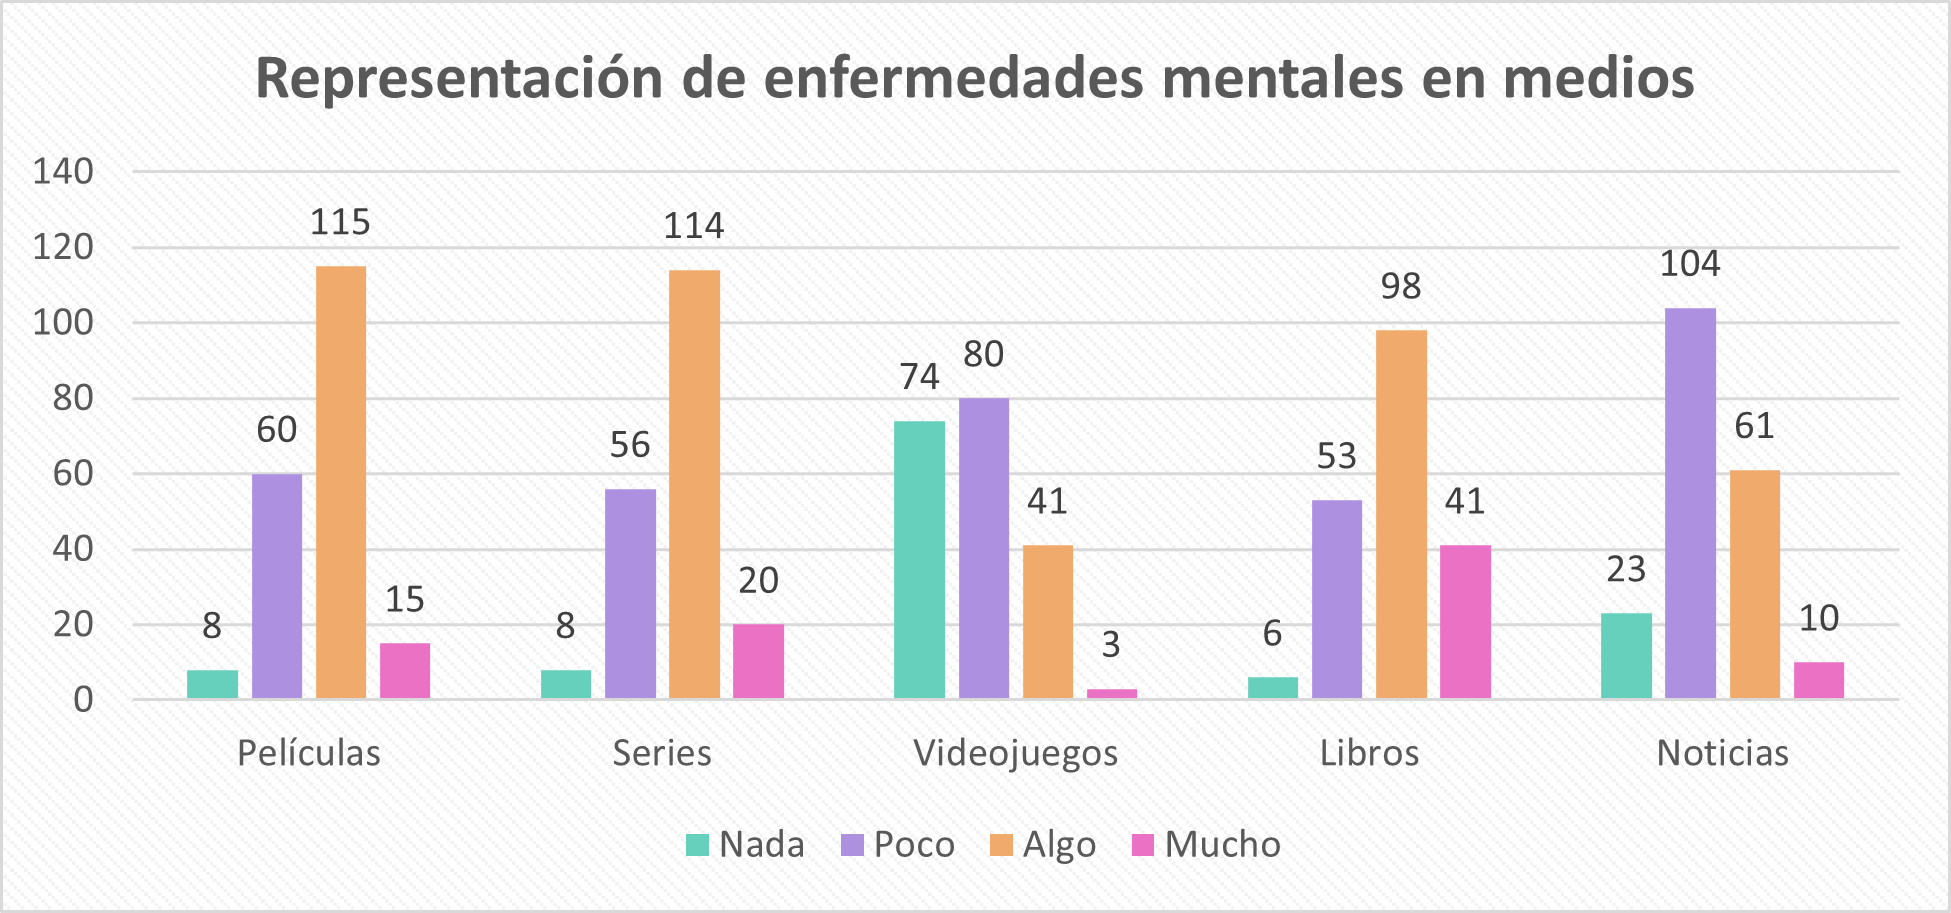 Representación de enfermedades mentales en medios
140
120
100
80
60
40
20
0
8 60 115 15
8 56 114 20
74 80 41 3
6 53 98 41
23 104 61 10
Películas Series Videojuegos Libros Noticias
Nada Poco Algo Mucho